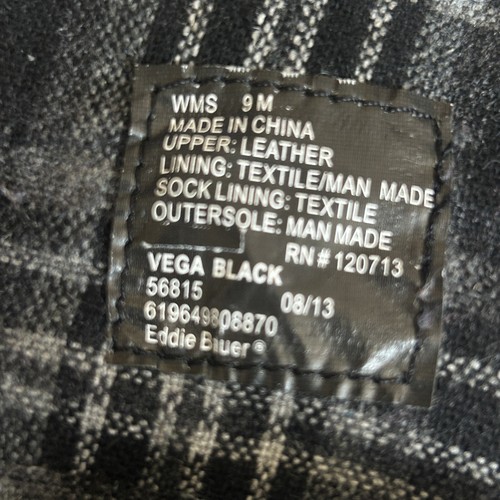 WMS 9 M
MADE IN CHINA
UPPER: LEATHER
LINING: TEXTILE/MAN MADE
SOCK LINING: TEXTILE
OUTERSOLE: MAN MADE
RN # 120713
VEGA BLACK
56815 08/13
619649806870
Eddie Bauer®